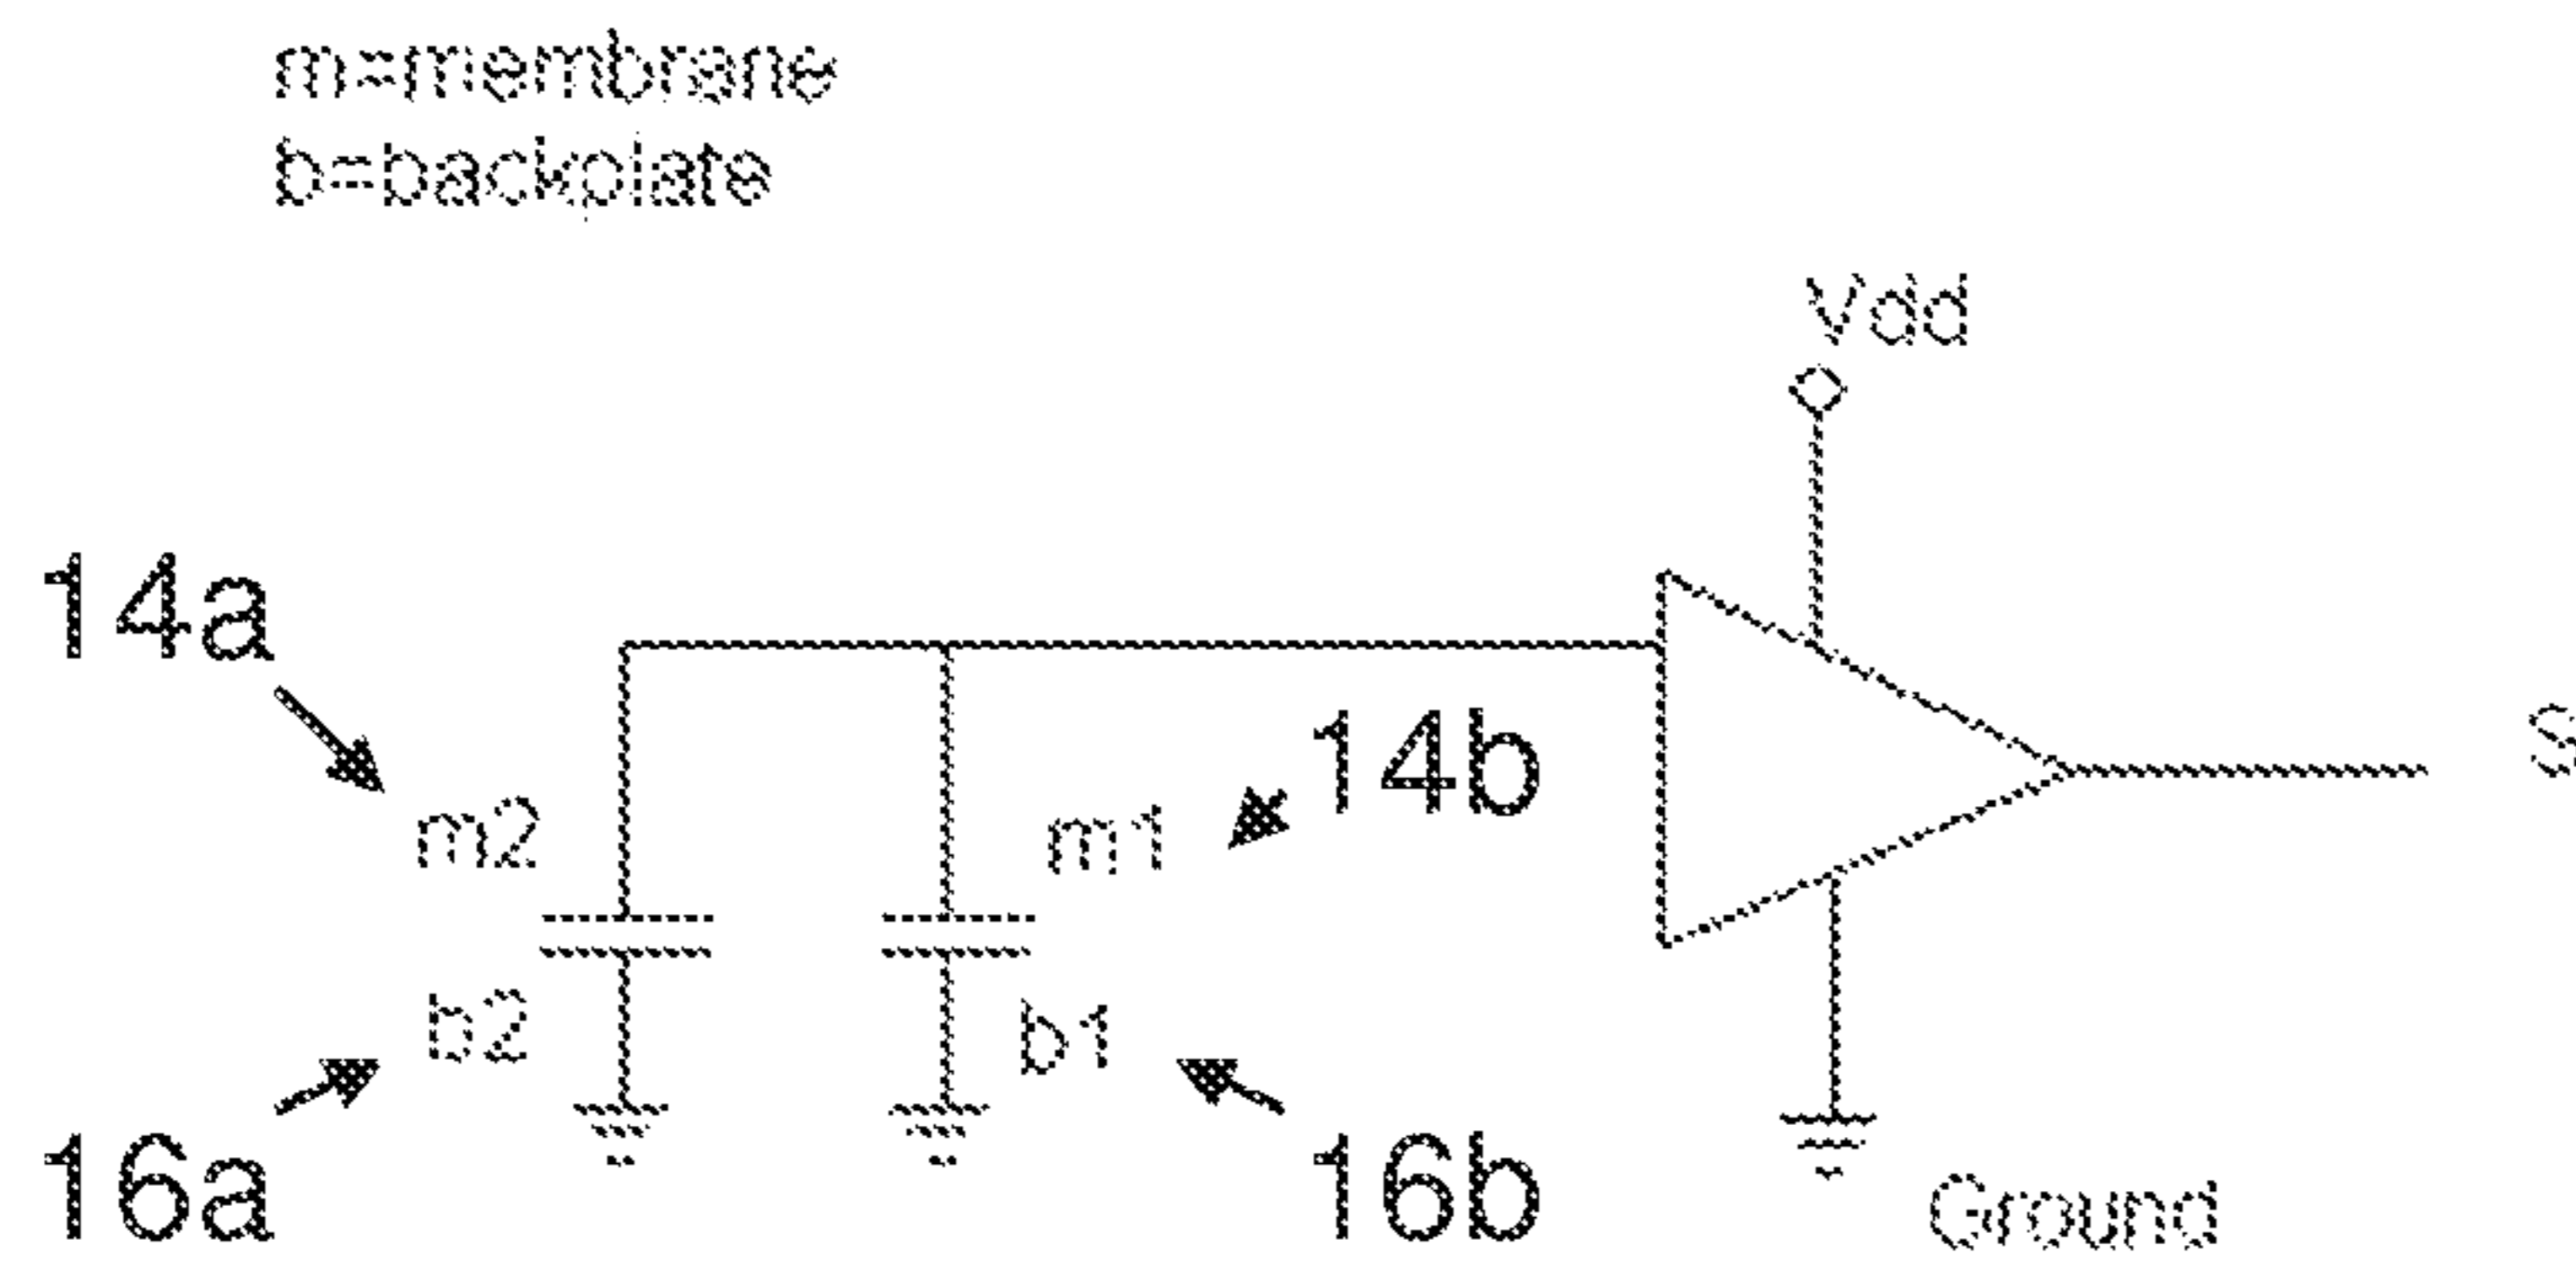 m=membrane
b=backplate
Vdd
14a
14b
S
m2
m1
b2
b1
16a
16b
Ground